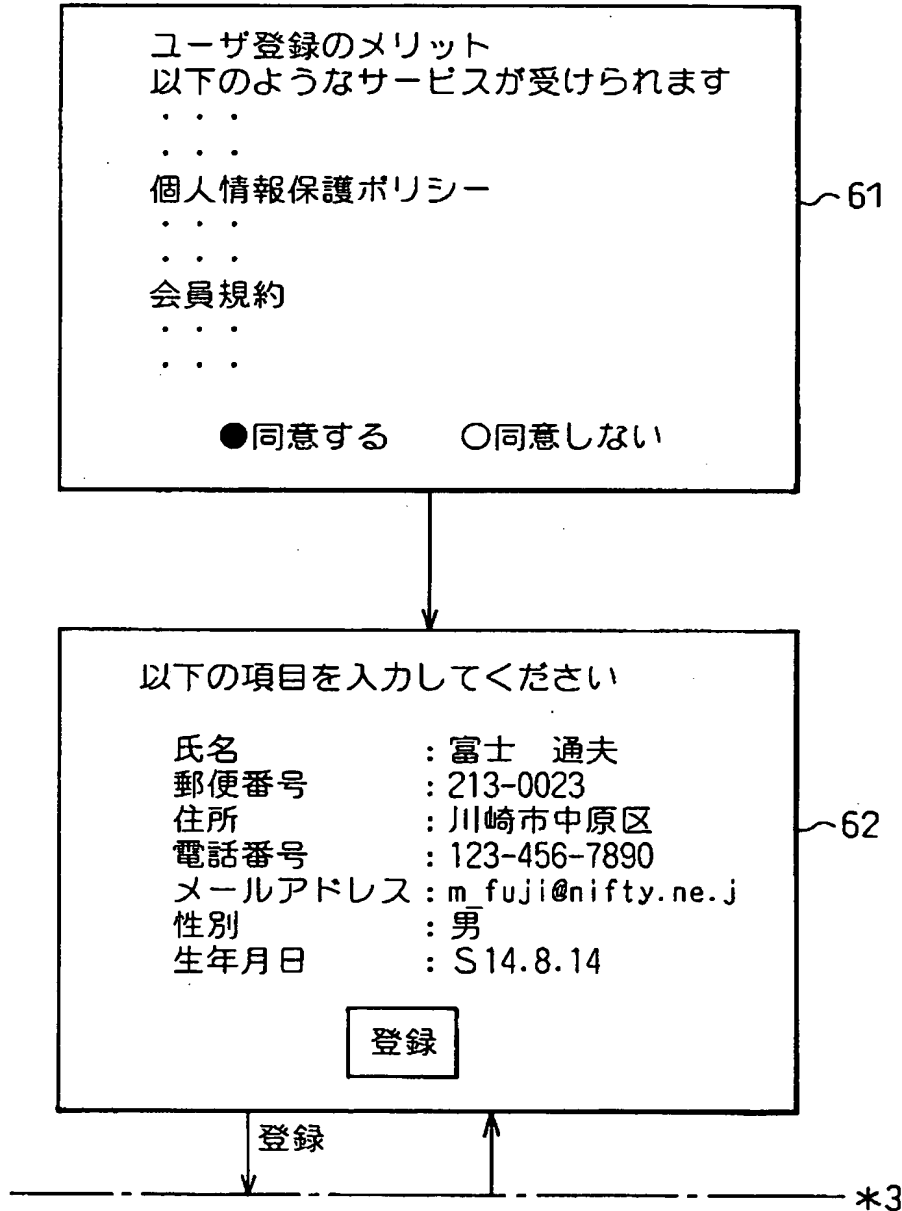 ユーザ登録のメリット
以下のようなサービスが受けられます
・・・
・・・
個人情報保護ポリシー
・・・
・・・
会員規約
・・・
・・・
●同意する ○同意しない
61
以下の項目を入力してください
氏名 : 富士 通夫
郵便番号 : 213-0023
住所 : 川崎市中原区
電話番号 : 123-456-7890
メールアドレス : m_fuji@nifty.ne.j
性別 : 男
生年月日 : S14.8.14
登録
62
登録
*3